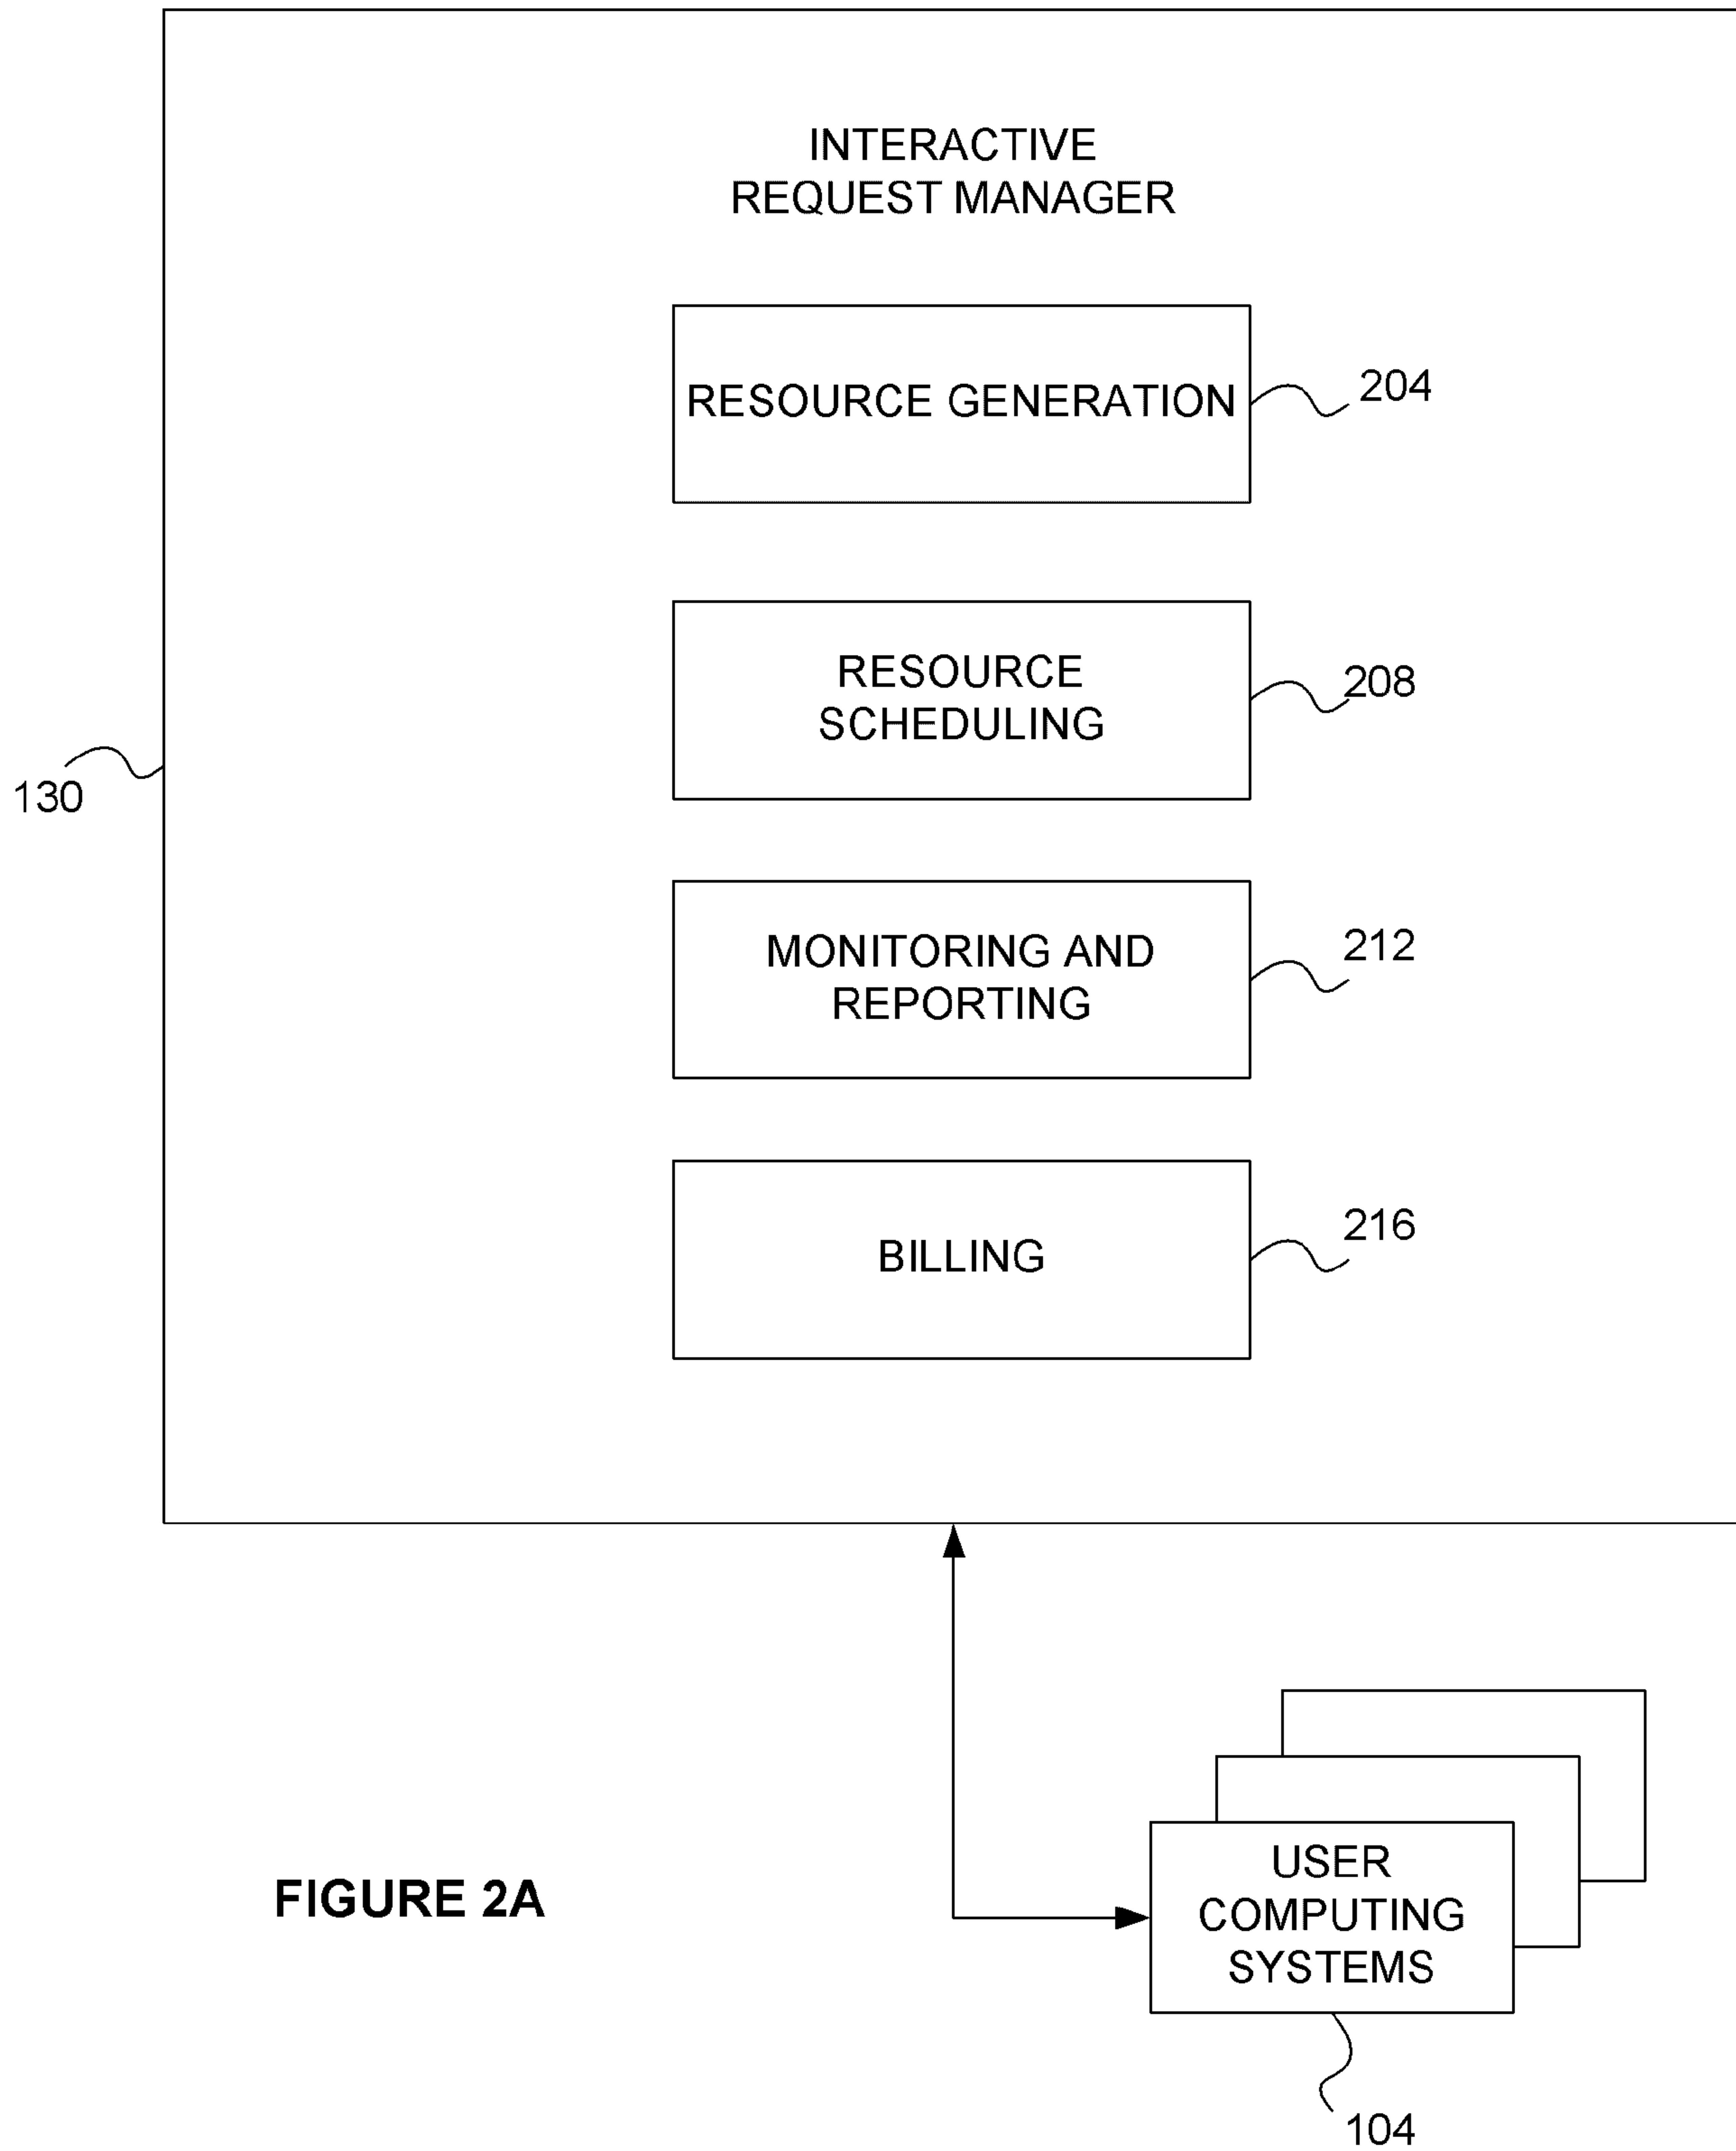 INTERACTIVE
REQUEST MANAGER
RESOURCE GENERATION
204
RESOURCE
SCHEDULING
208
130
MONITORING AND
REPORTING
212
BILLING
216
USER
COMPUTING
SYSTEMS
FIGURE 2A
104